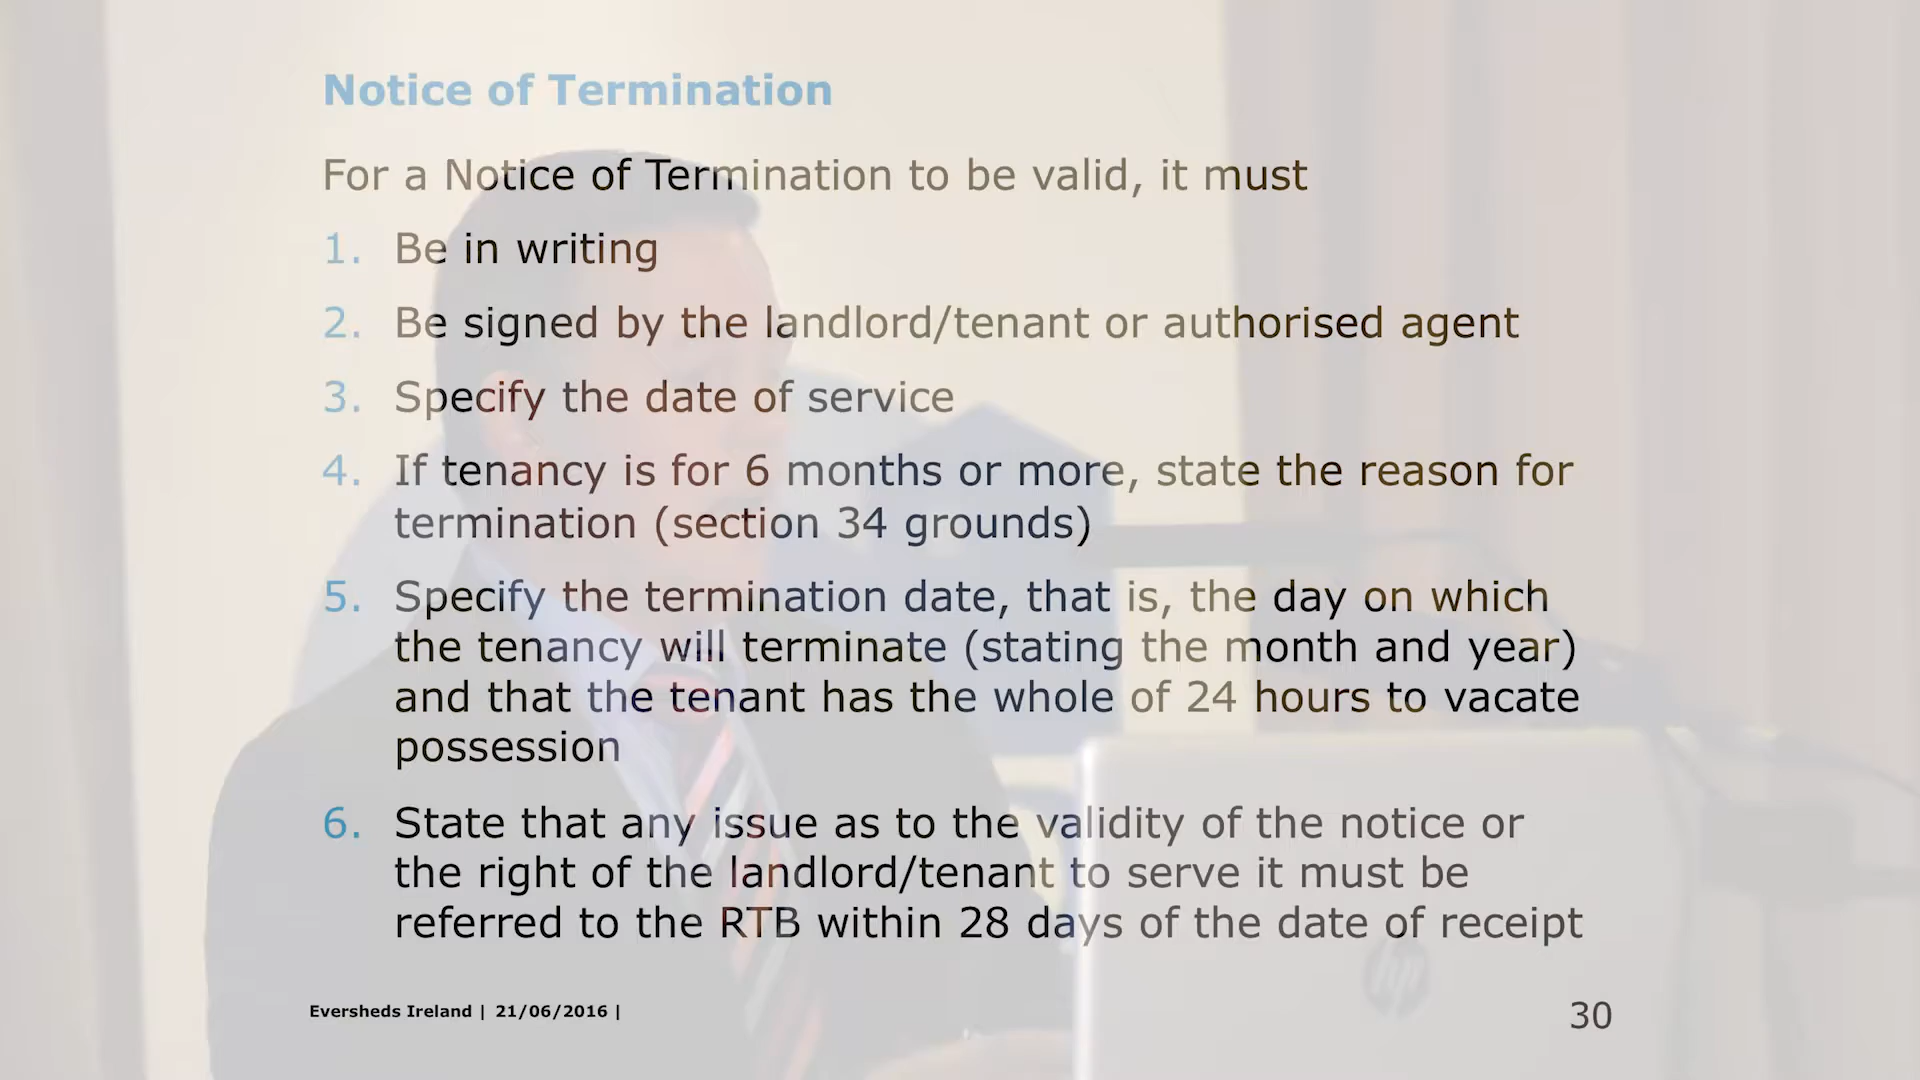 Notice of Termination
For a Notice of Termination to be valid, it must
1. Be in writing
2. Be signed by the landlord/tenant or authorised agent
3. Specify the date of service
4. If tenancy is for 6 months or more, state the reason for
termination (section 34 grounds)
5. Specify the termination date, that is, the day on which
the tenancy will terminate (stating the month and year)
and that the tenant has the whole of 24 hours to vacate
possession
6. State that any issue as to the validity of the notice or
the right of the landlord/tenant to serve it must be
referred to the RTB within 28 days of the date of receipt
hp
Eversheds Ireland | 21/06/2016 |
30